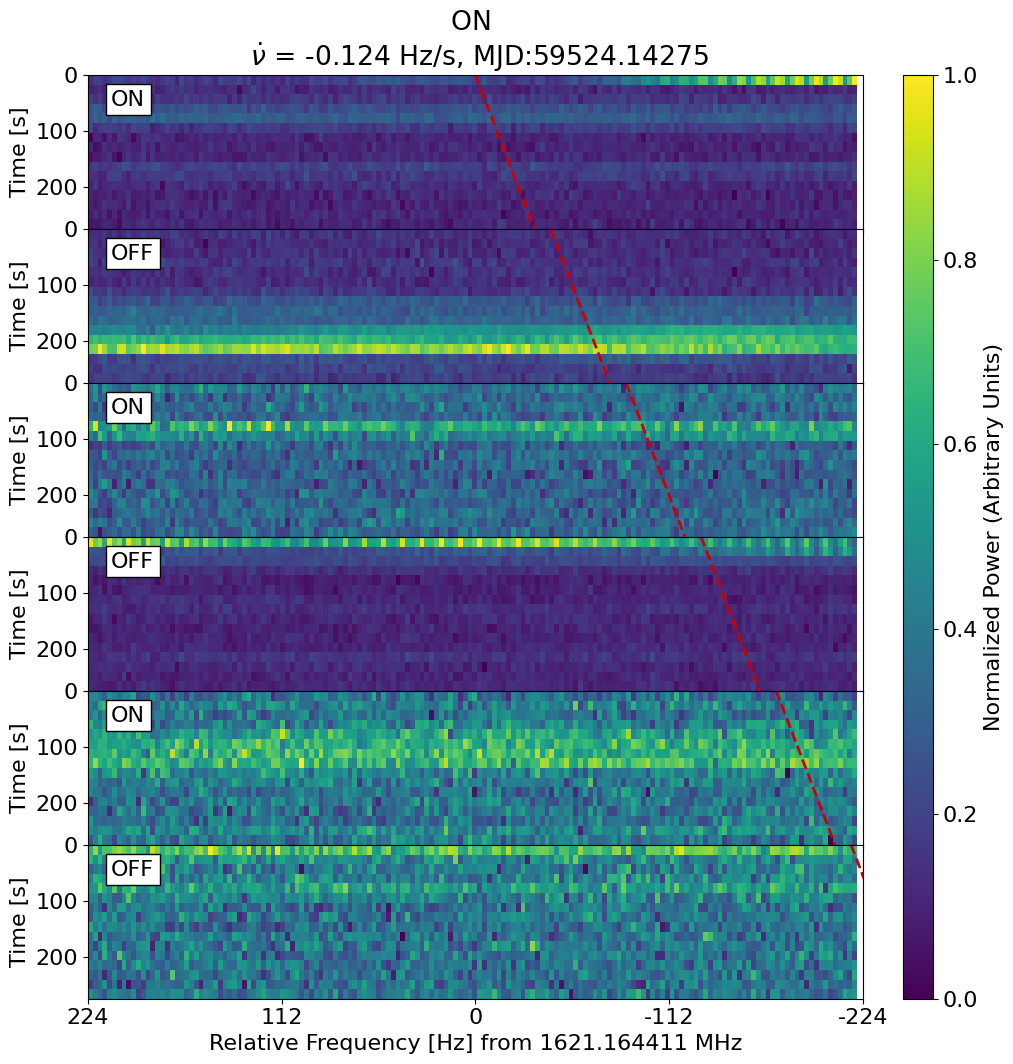 ON
ν̇ = -0.124 Hz/s, MJD:59524.14275
0
ON
Time [s]
100
200
0
OFF
Time [s]
100
200
0
ON
Time [s]
100
200
0
OFF
Time [s]
100
200
0
ON
Time [s]
100
200
0
OFF
Time [s]
100
200
224
112
0
-112
-224
Relative Frequency [Hz] from 1621.164411 MHz
1.0
0.8
0.6
0.4
0.2
0.0
Normalized Power (Arbitrary Units)